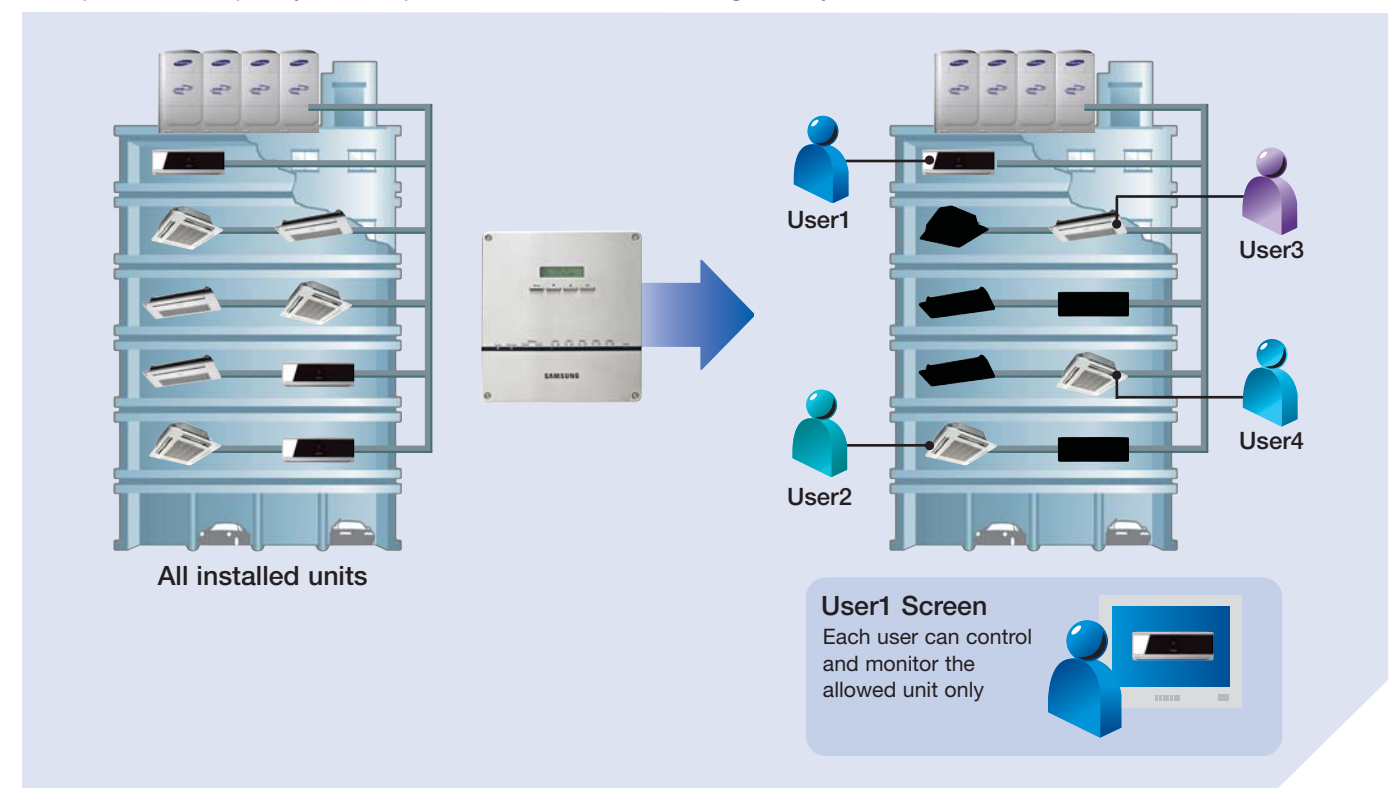 User1
User3
SAMSUNG
User4
User2
All installed units
User1 Screen
Each user can control
and monitor the
allowed unit only